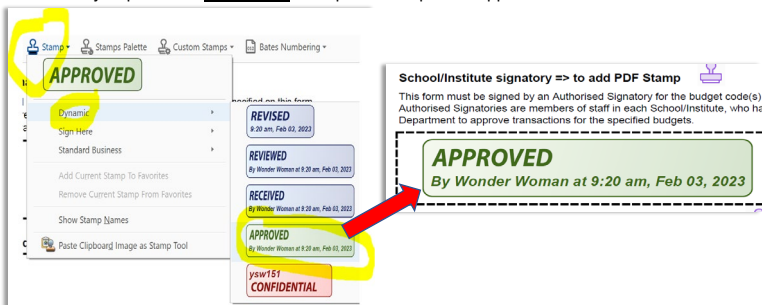 Stamp Stamps Palette Custom Stamps Bates Numbering
APPROVED
Dynamic
Sign Here
Standard Business
Add Current Stamp To Favorites
Remove Current Stamp From Favorites
Show Stamp Names
Paste Clipboard Image as Stamp Tool
REVISED
9:20 am, Feb 03, 2023
REVIEWED
By Wonder Woman at 9:20 am, Feb 03, 2023
RECEIVED
By Wonder Woman at 9:20 am, Feb 03, 2023
APPROVED
By Wonder Woman at 9:20 am, Feb 03, 2023
ysw151
CONFIDENTIAL
School/Institute signatory => to add PDF Stamp
This form must be signed by an Authorised Signatory for the budget code(s)
Authorised Signatories are members of staff in each School/Institute, who ha
Department to approve transactions for the specified budgets.
APPROVED
By Wonder Woman at 9:20 am, Feb 03, 2023